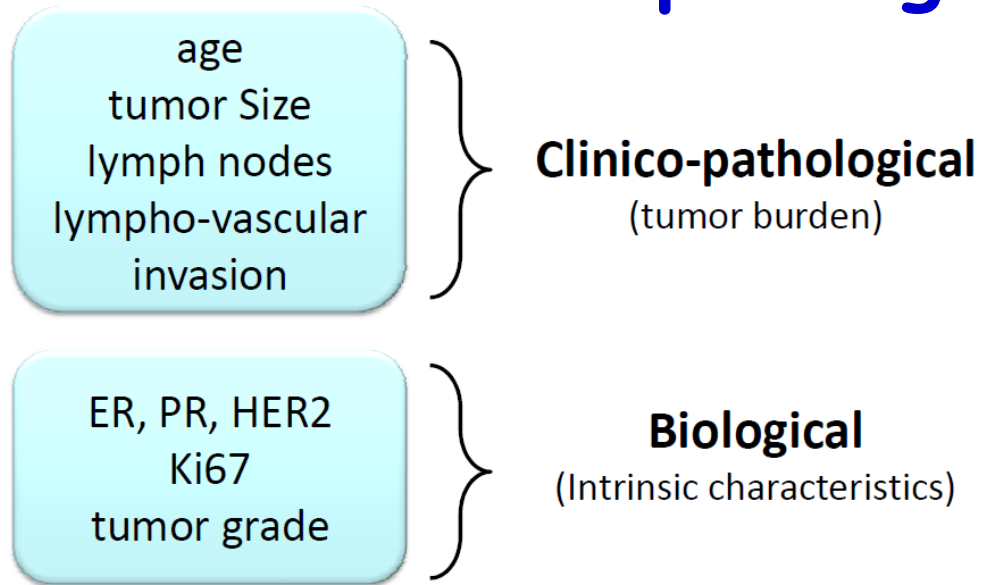 age
tumor Size
lymph nodes
lympho-vascular
invasion
Clinico-pathological
(tumor burden)
ER, PR, HER2
Ki67
tumor grade
Biological
(Intrinsic characteristics)